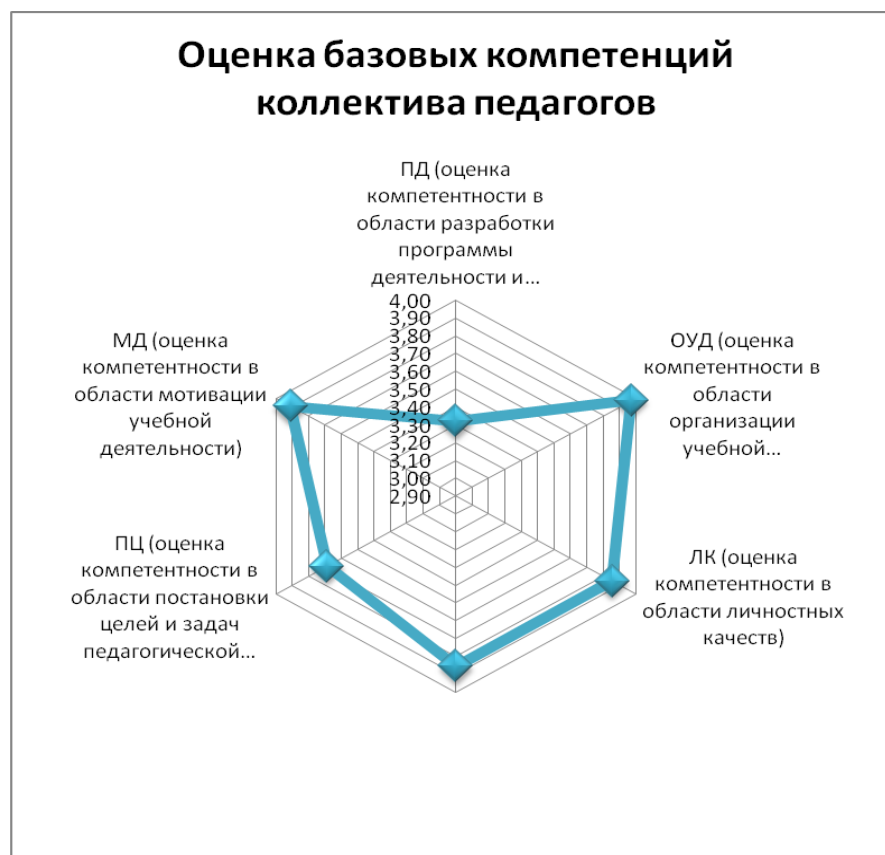 Оценка базовых компетенций
коллектива педагогов
ПД (оценка
компетентности в
области разработки
программы
деятельности и...
4,00
3,90
3,80
3,70
3,60
3,50
3,40
3,30
3,20
3,10
3,00
2,90
МД (оценка
компетентности в
области мотивации
учебной
деятельности)
ОУД (оценка
компетентности в
области
организации
учебной...
ПЦ (оценка
компетентности в
области постановки
целей и задач
педагогической...
ЛК (оценка
компетентности в
области личностных
качеств)